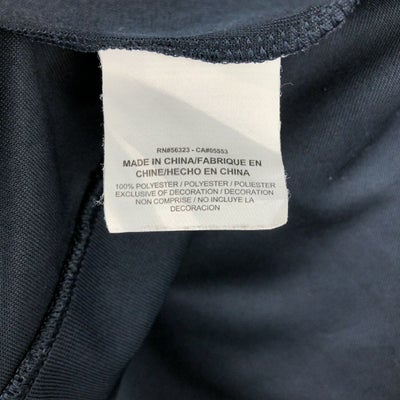 RN#56323 - CA#05553
MADE IN CHINA/FABRIQUE EN
CHINE/HECHO EN CHINA
100% POLYESTER / POLYESTER / POLIESTER
EXCLUSIVE OF DECORATION / DECORATION
NON COMPRISE / NO INCLUYE LA
DECORACION